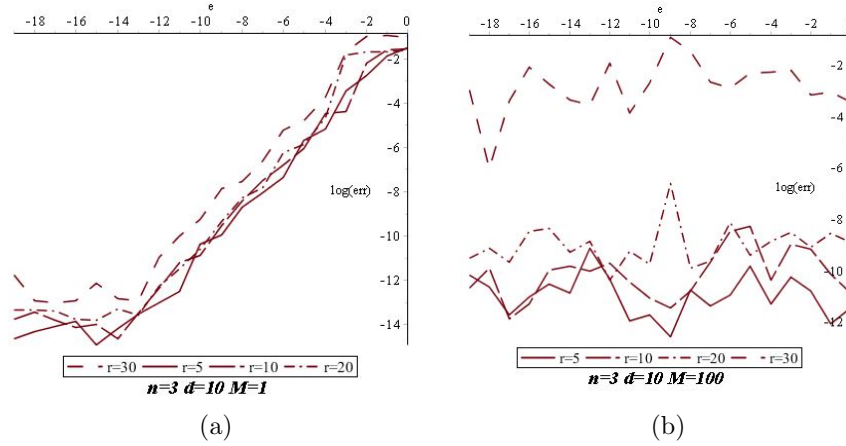 e
-18 -16 -14 -12 -10 -8 -6 -4 -2 0
-2
-4
-6
log(err)
-8
-10
-12
-14
r=30 r=5 r=10 r=20
n=3 d=10 M=1
(a)
e
-18 -16 -14 -12 -10 -8 -6 -4 -2 0
-2
-4
-6
log(err)
-8
-10
-12
r=5 r=10 r=20 r=30
n=3 d=10 M=100
(b)